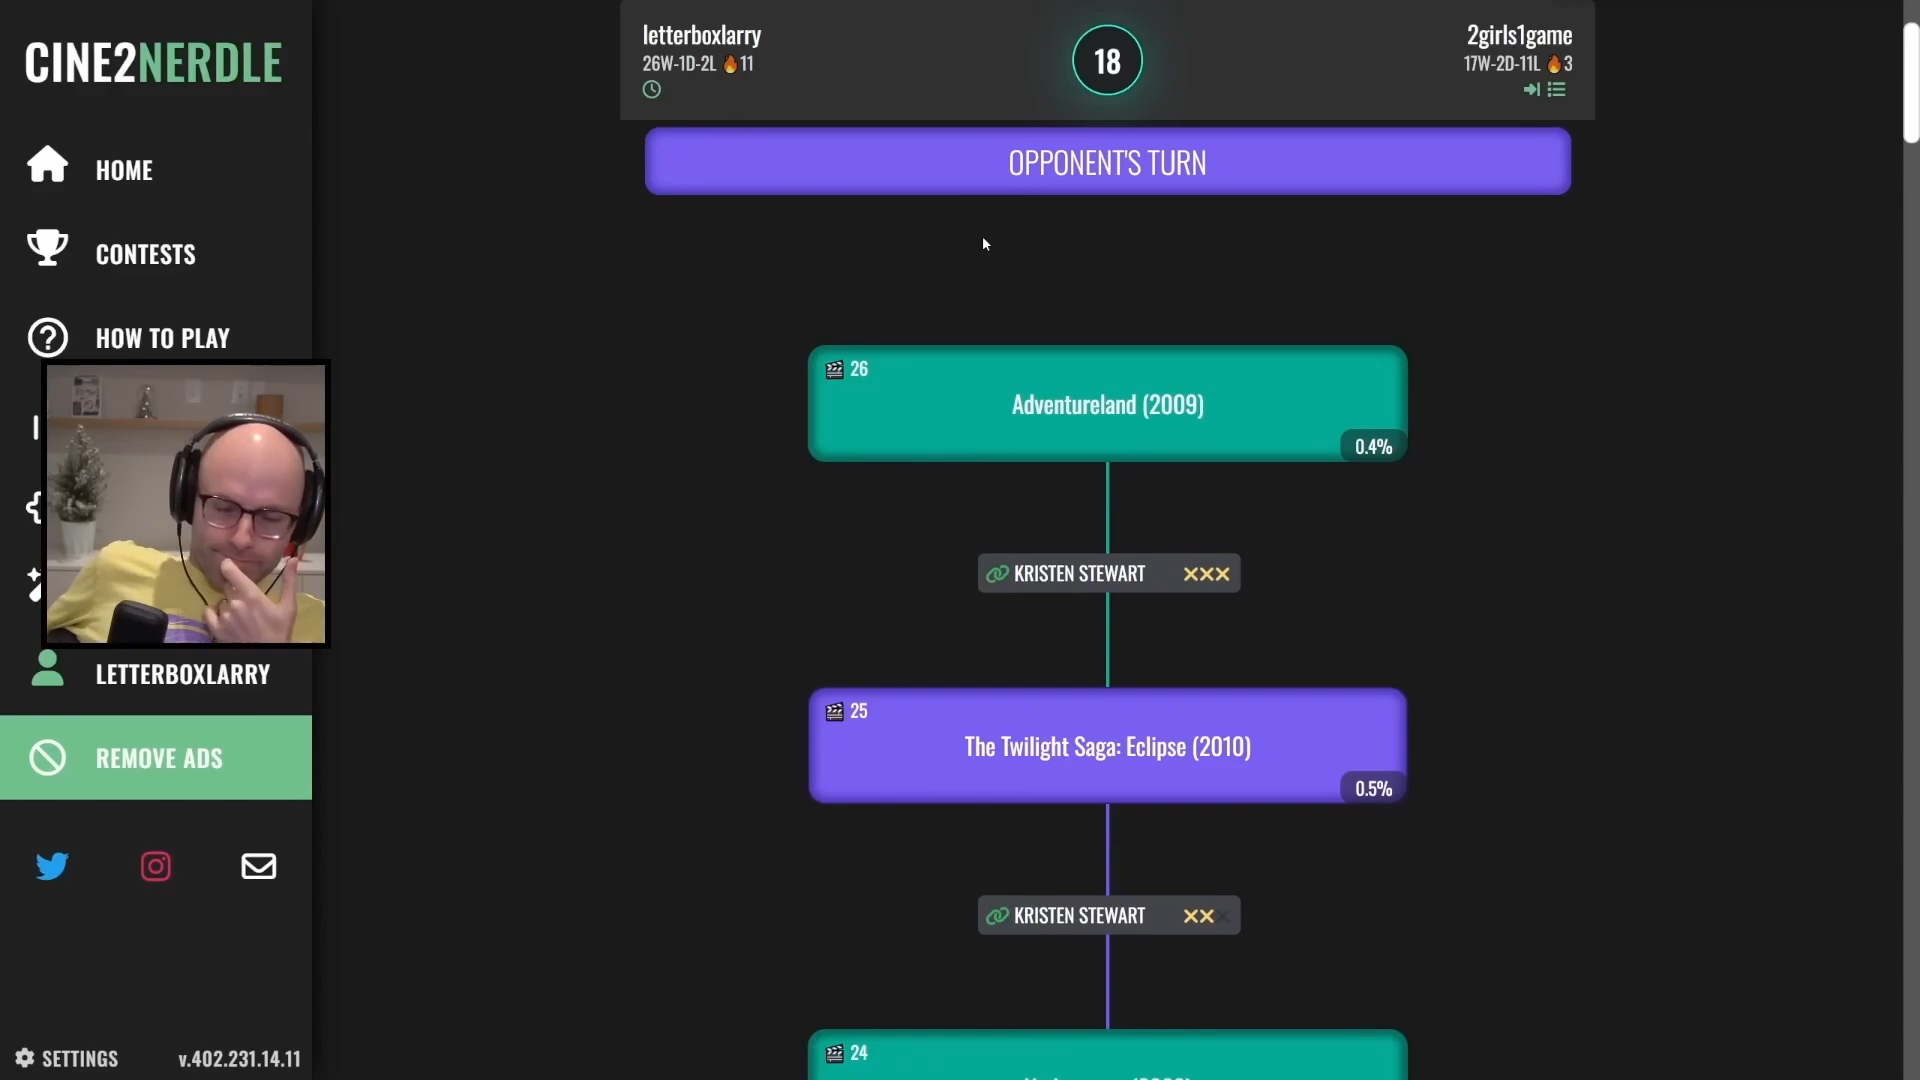 CINE2NERDLE
HOME
CONTESTS
HOW TO PLAY
LETTERBOXLARRY
REMOVE ADS
SETTINGS
v.402.231.14.11
letterboxlarry
26W-1D-2L 🔥11
18
2girls1game
17W-2D-11L 🔥3
OPPONENT'S TURN
26
Adventureland (2009)
0.4%
KRISTEN STEWART
25
The Twilight Saga: Eclipse (2010)
0.5%
KRISTEN STEWART
24